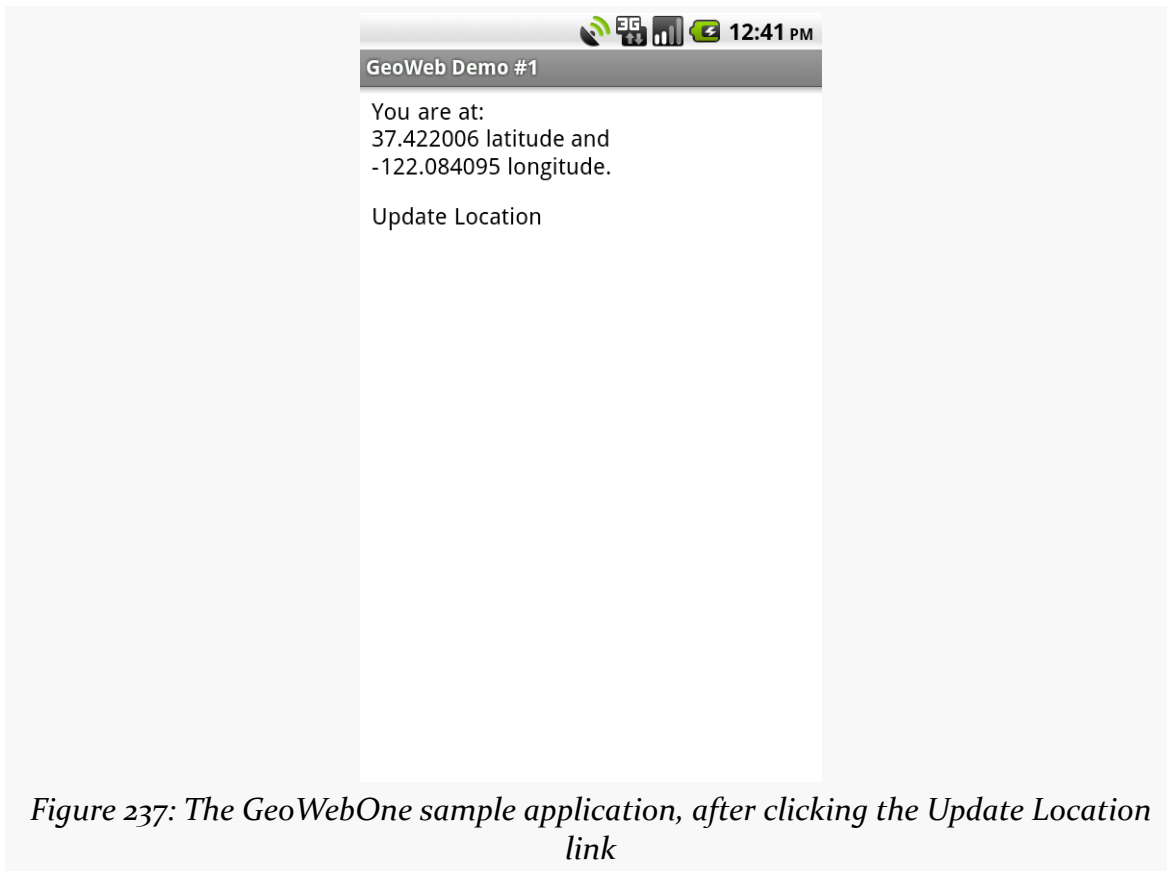 3G 12:41 PM
GeoWeb Demo #1
You are at:
37.422006 latitude and
-122.084095 longitude.
Update Location
Figure 237: The GeoWebOne sample application, after clicking the Update Location
link